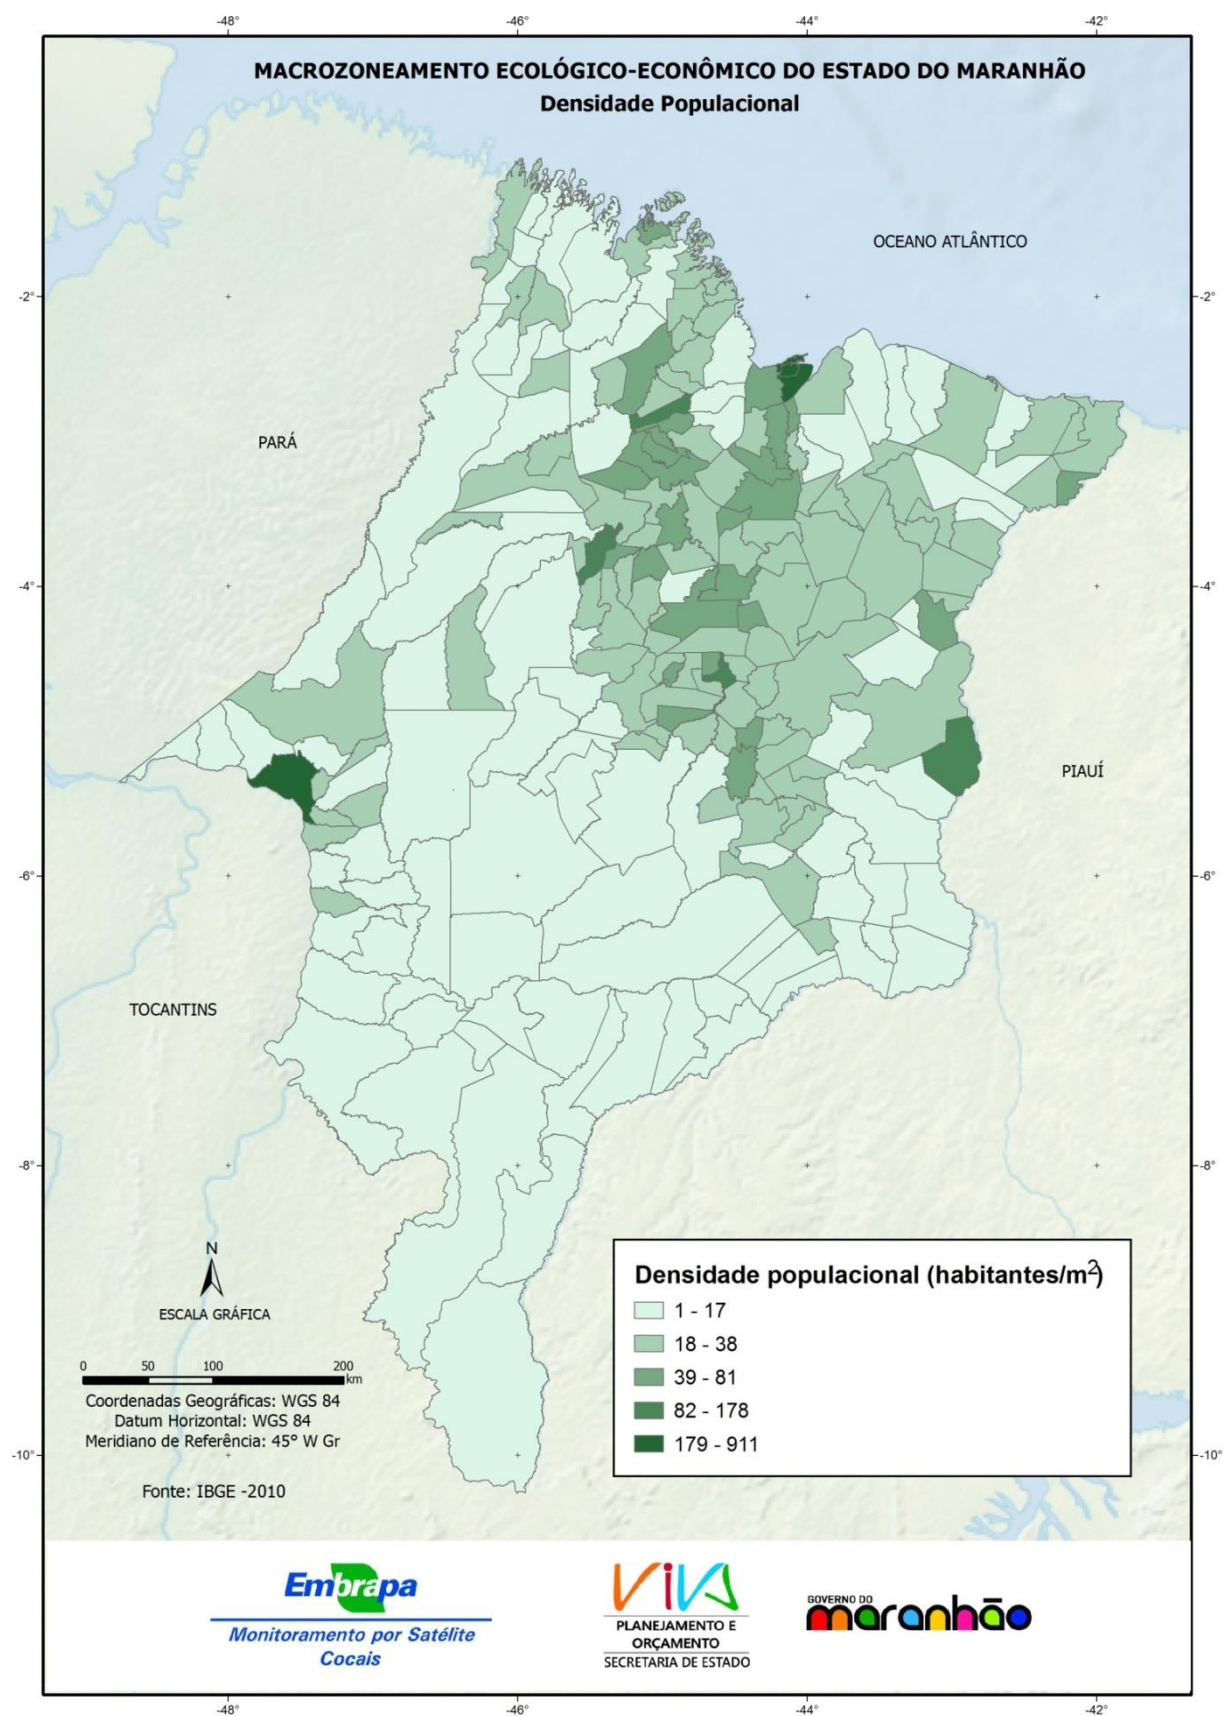 -48° -46° -44° -42°
MACROZONEAMENTO ECOLÓGICO-ECONÔMICO DO ESTADO DO MARANHÃO
Densidade Populacional
OCEANO ATLÂNTICO
-2° -2°
PARÁ
-4° -4°
PIAUÍ
-6° -6°
TOCANTINS
-8° -8°
N
ESCALA GRÁFICA
0 50 100 200
km
Coordenadas Geográficas: WGS 84
Datum Horizontal: WGS 84
Meridiano de Referência: 45° W Gr
Fonte: IBGE -2010
Densidade populacional (habitantes/m²)
1 - 17
18 - 38
39 - 81
82 - 178
179 - 911
-10° -10°
Embrapa
Monitoramento por Satélite
Cocais
VIVA
PLANEJAMENTO E
ORÇAMENTO
SECRETARIA DE ESTADO
GOVERNO DO
maranhão
-48° -46° -44° -42°